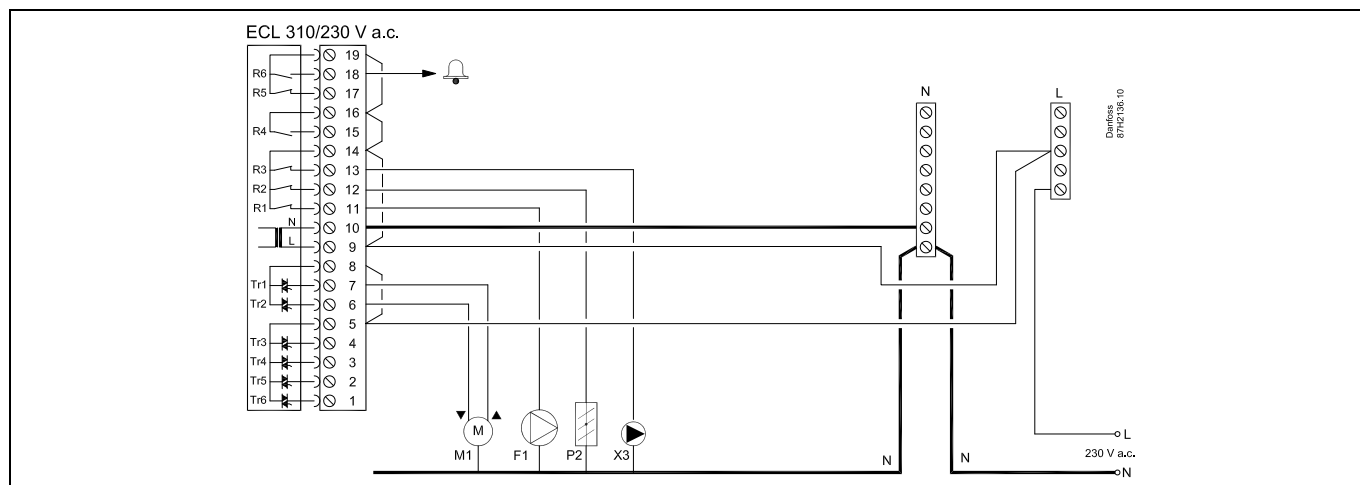 ECL 310/230 V a.c.
19
R6 18
R5 17
16
R4 15
14
R3 13
R2 12
R1 11
N 10
L 9
8
Tr1 7
Tr2 6
5
Tr3 4
Tr4 3
Tr5 2
Tr6 1
N
L
Danfoss
87H2136.10
M
M1 F1 P2 X3
N N
L
230 V a.c.
N